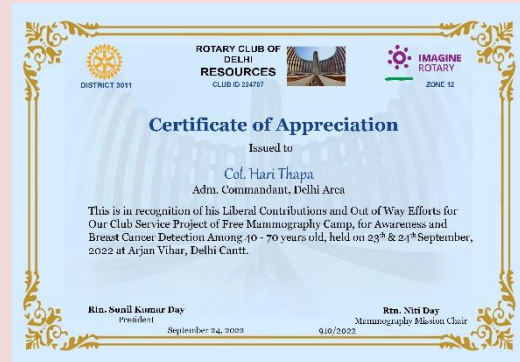 DISTRICT 3011
ROTARY CLUB OF
DELHI
RESOURCES
CLUB ID 224707
IMAGINE
ROTARY
ZONE 12
Certificate of Appreciation
Issued to
Col. Hari Thapa
Adm. Commandant, Delhi Area
This is in recognition of his Liberal Contributions and Out of Way Efforts for
Our Club Service Project of Free Mammography Camp, for Awareness and
Breast Cancer Detection Among 40 - 70 years old, held on 23th & 24th September,
2022 at Arjan Vihar, Delhi Cantt.
Rtn. Sunil Kumar Day
President
Rtn. Niti Day
Mammography Mission Chair
September 24, 2022
910/2022